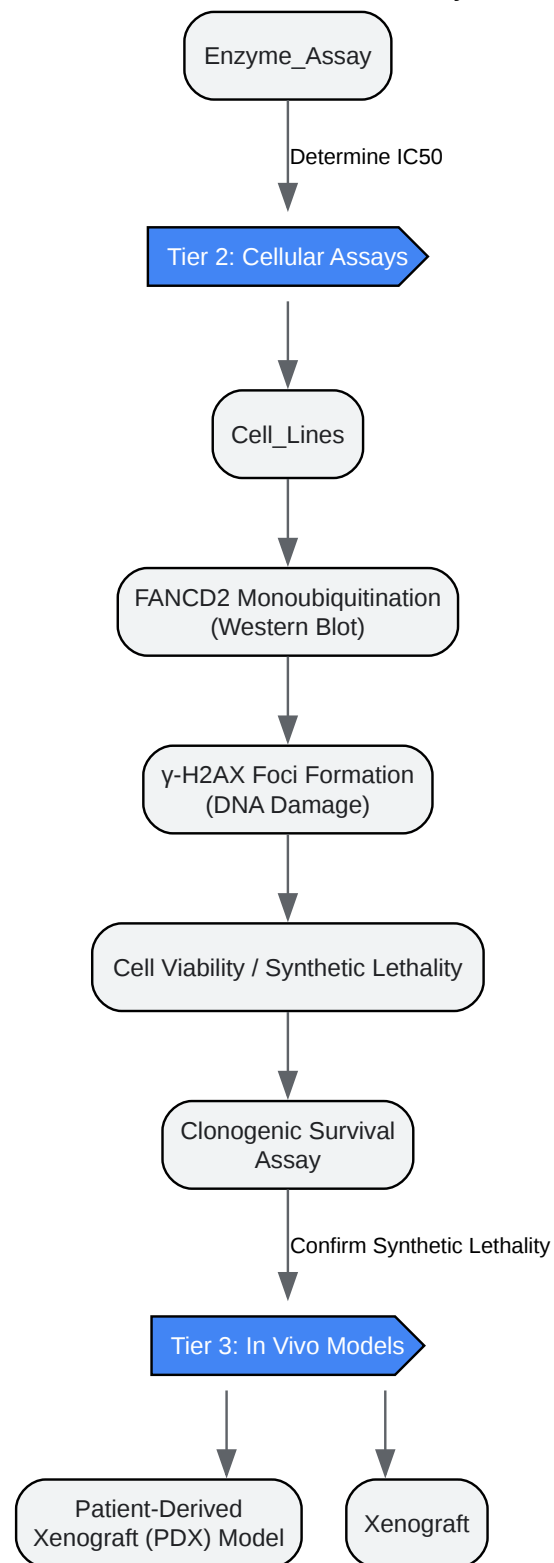 Enzyme_Assay
Determine IC50
Tier 2: Cellular Assays
Cell_Lines
FANCD2 Monoubiquitination
(Western Blot)
γ-H2AX Foci Formation
(DNA Damage)
Cell Viability / Synthetic Lethality
Clonogenic Survival
Assay
Confirm Synthetic Lethality
Tier 3: In Vivo Models
Patient-Derived
Xenograft (PDX) Model
Xenograft